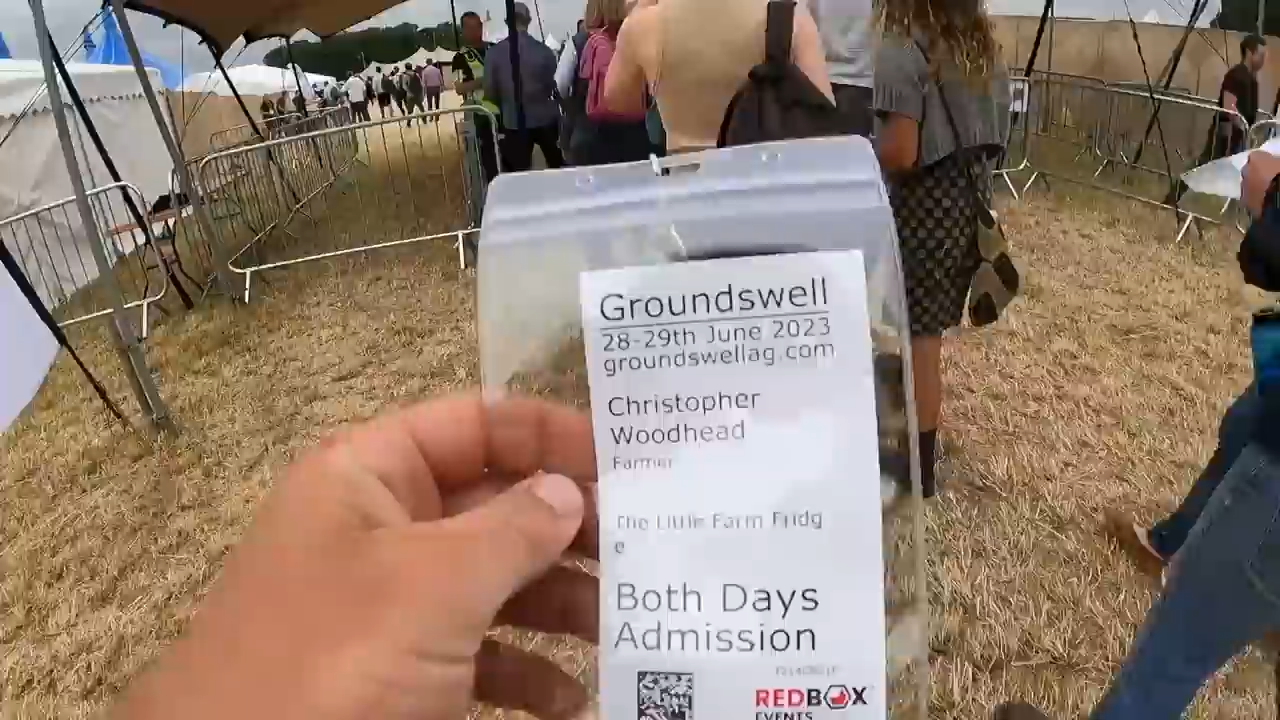 Groundswell
28-29th June 2023
groundswellag.com
Christopher
Woodhead
Farmer
The Little Farm Fridg
e
Both Days
Admission
REDBOX
EVENTS